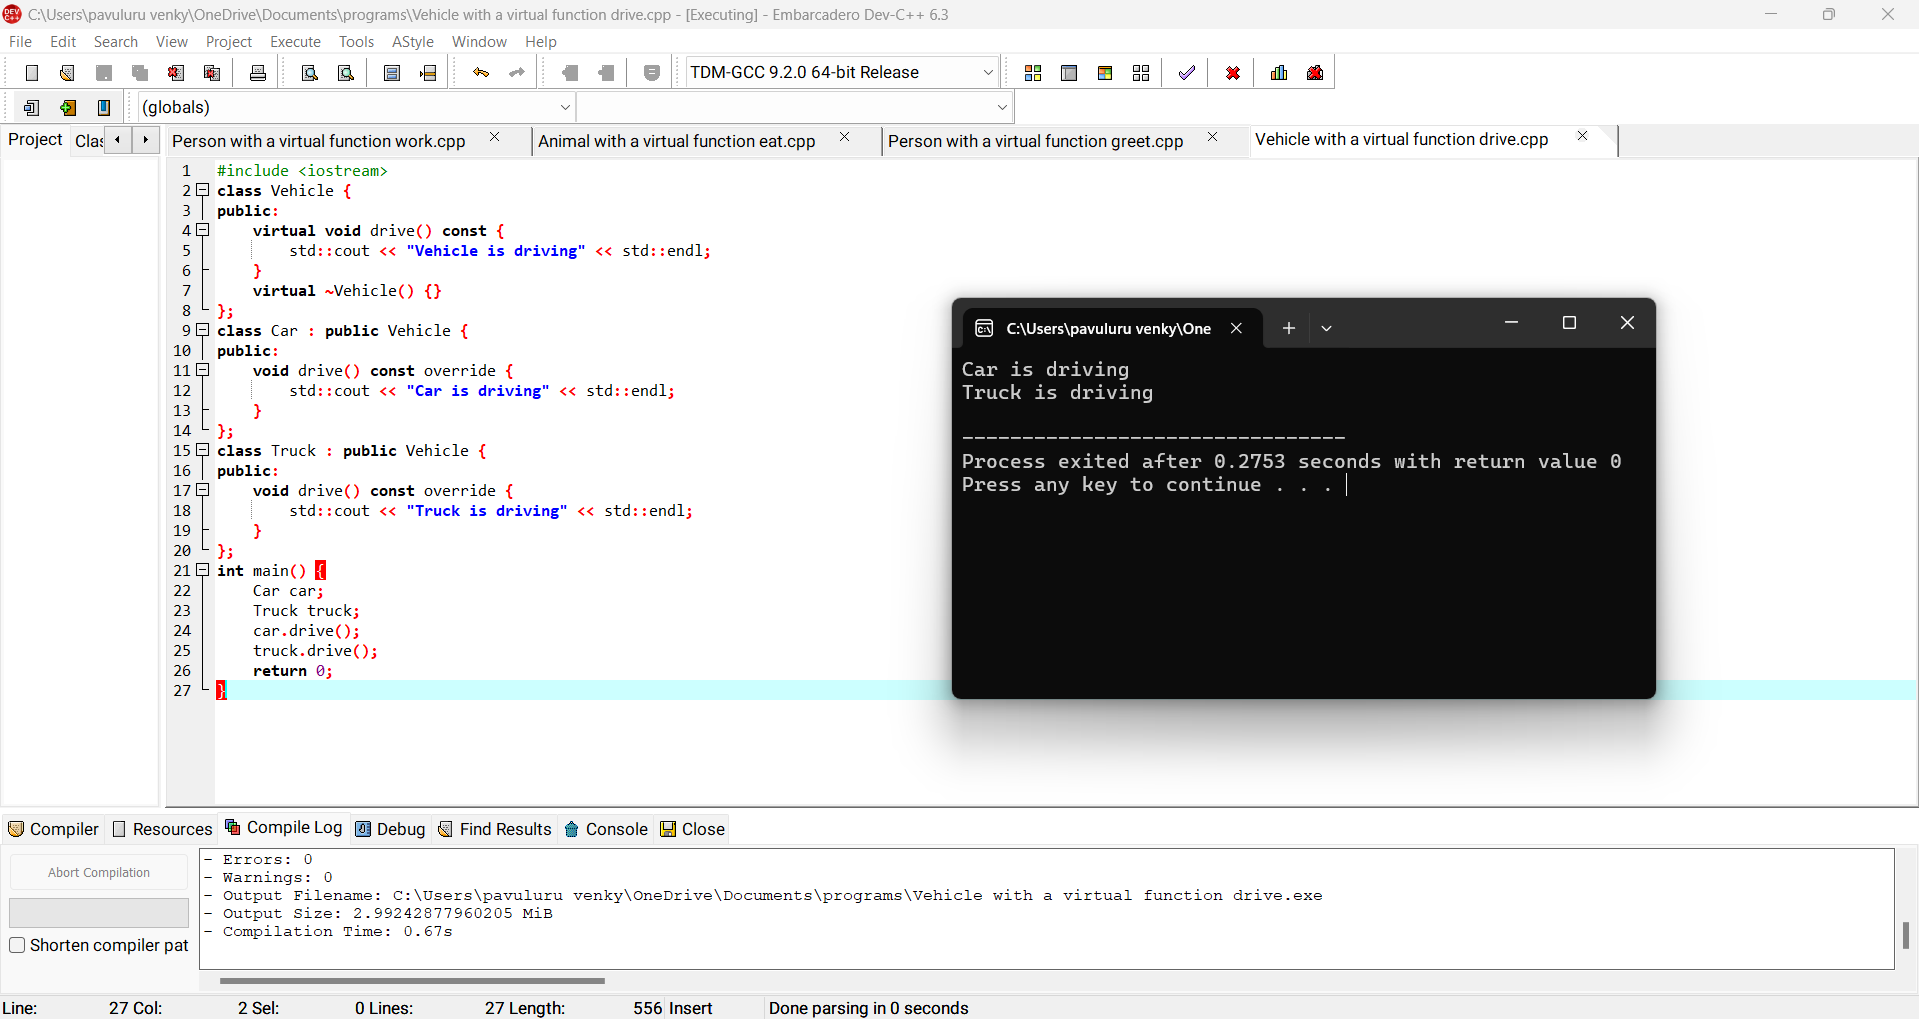 C:\Users\pavuluru venky\OneDrive\Documents\programs\Vehicle with a virtual function drive.cpp - [Executing] - Embarcadero Dev-C++ 6.3
File Edit Search View Project Execute Tools AStyle Window Help
TDM-GCC 9.2.0 64-bit Release
(globals)
Project Clas Person with a virtual function work.cpp Animal with a virtual function eat.cpp Person with a virtual function greet.cpp Vehicle with a virtual function drive.cpp
1 #include <iostream>
2 class Vehicle {
3 public:
4 virtual void drive() const {
5 std::cout << "Vehicle is driving" << std::endl;
6 }
7 virtual ~Vehicle() {}
8 };
9 class Car : public Vehicle {
10 public:
11 void drive() const override {
12 std::cout << "Car is driving" << std::endl;
13 }
14 };
15 class Truck : public Vehicle {
16 public:
17 void drive() const override {
18 std::cout << "Truck is driving" << std::endl;
19 }
20 };
21 int main() {
22 Car car;
23 Truck truck;
24 car.drive();
25 truck.drive();
26 return 0;
27 }
C:\Users\pavuluru venky\One
Car is driving
Truck is driving
--------------------------------
Process exited after 0.2753 seconds with return value 0
Press any key to continue . . .
Compiler Resources Compile Log Debug Find Results Console Close
Abort Compilation
Shorten compiler pat
- Errors: 0
- Warnings: 0
- Output Filename: C:\Users\pavuluru venky\OneDrive\Documents\programs\Vehicle with a virtual function drive.exe
- Output Size: 2.99242877960205 MiB
- Compilation Time: 0.67s
Line: 27 Col: 2 Sel: 0 Lines: 27 Length: 556 Insert Done parsing in 0 seconds